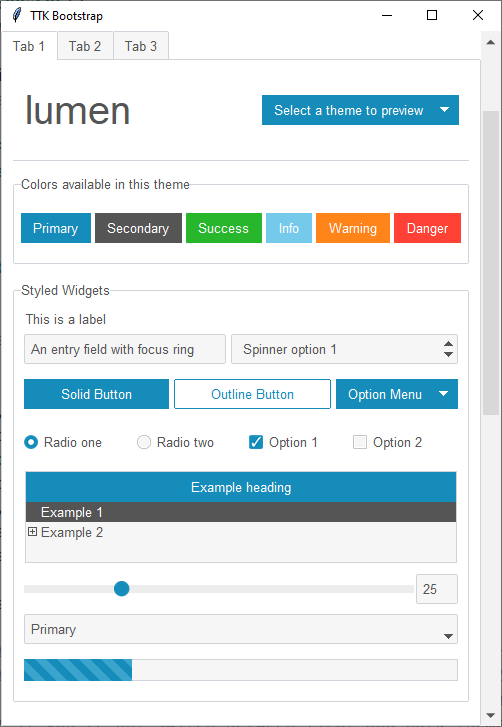 TTK Bootstrap
Tab 1 Tab 2 Tab 3
lumen
Select a theme to preview
Colors available in this theme
Primary Secondary Success Info Warning Danger
Styled Widgets
This is a label
An entry field with focus ring Spinner option 1
Solid Button Outline Button Option Menu
Radio one Radio two Option 1 Option 2
Example heading
Example 1
Example 2
25
Primary